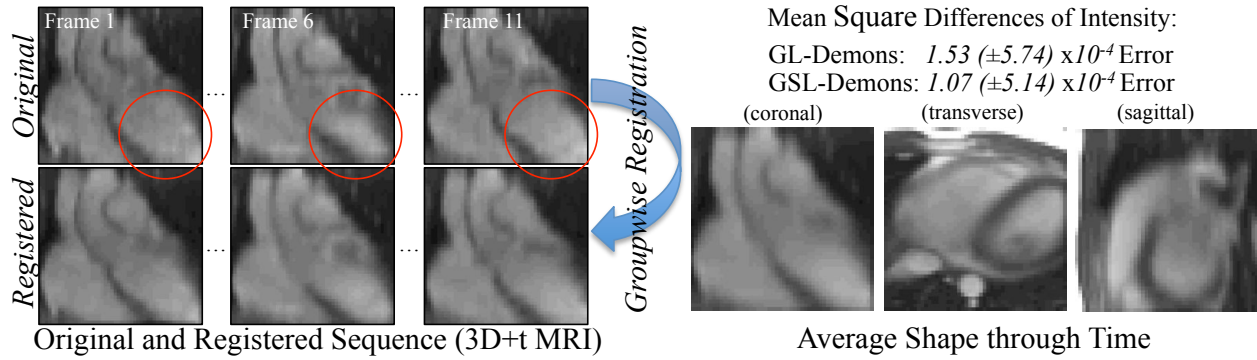 Frame 1
Frame 6
Frame 11
Original
...
...
Registered
...
...
Groupwise Registration
Original and Registered Sequence (3D+t MRI)
Mean Square Differences of Intensity:
GL-Demons: 1.53 (±5.74) x10⁻⁴ Error
GSL-Demons: 1.07 (±5.14) x10⁻⁴ Error
(coronal)
(transverse)
(sagittal)
Average Shape through Time